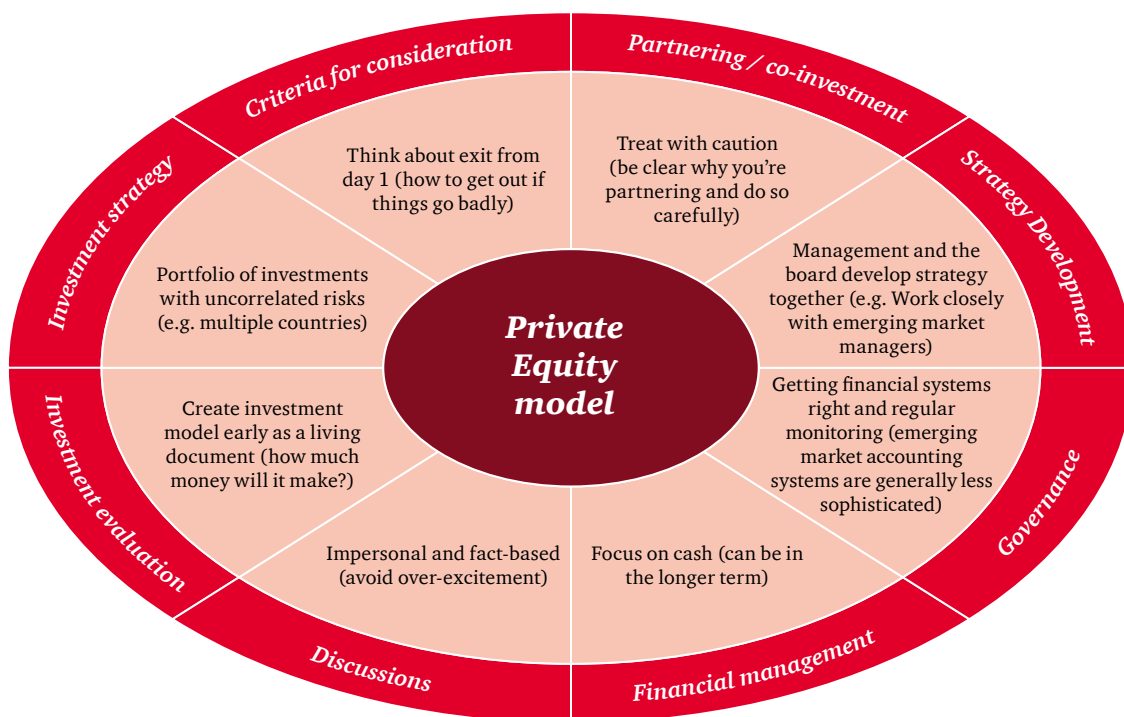 Criteria for consideration
Think about exit from
day 1 (how to get out if
things go badly)
Partnering / co-investment
Treat with caution
(be clear why you’re
partnering and do so
carefully)
Strategy Development
Management and the
board develop strategy
together (e.g. Work closely
with emerging market
managers)
Governance
Getting financial systems
right and regular
monitoring (emerging
market accounting
systems are generally less
sophisticated)
Financial management
Focus on cash (can be in
the longer term)
Discussions
Impersonal and fact-based
(avoid over-excitement)
Investment evaluation
Create investment
model early as a living
document (how much
money will it make?)
Investment strategy
Portfolio of investments
with uncorrelated risks
(e.g. multiple countries)
Private
Equity
model